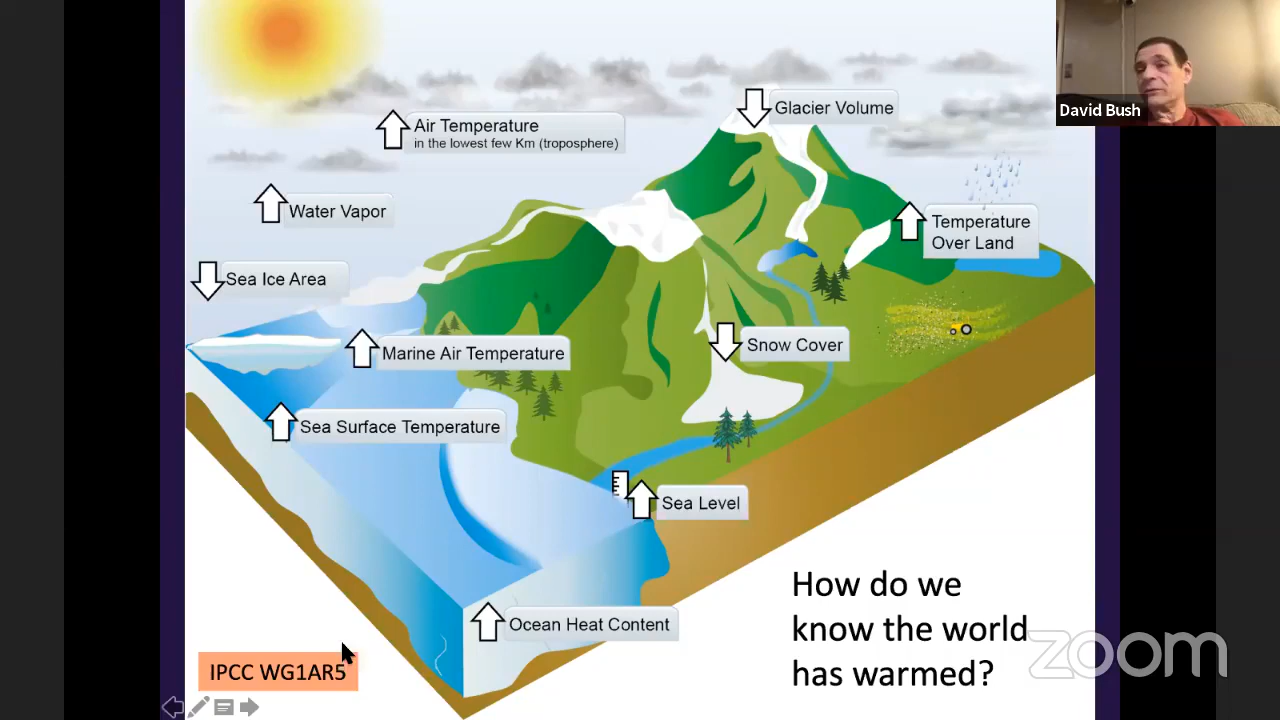 David Bush
Glacier Volume
Air Temperature
in the lowest few Km (troposphere)
Water Vapor
Temperature
Over Land
Sea Ice Area
Marine Air Temperature
Snow Cover
Sea Surface Temperature
Sea Level
Ocean Heat Content
How do we
know the world
has warmed?
IPCC WG1AR5
zoom